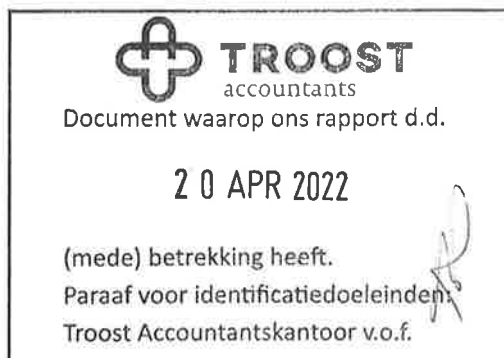 TROOST
accountants
Document waarop ons rapport d.d.
20 APR 2022
(mede) betrekking heeft.
Paraaf voor identificatiedoeleinden:
Troost Accountantskantoor v.o.f.